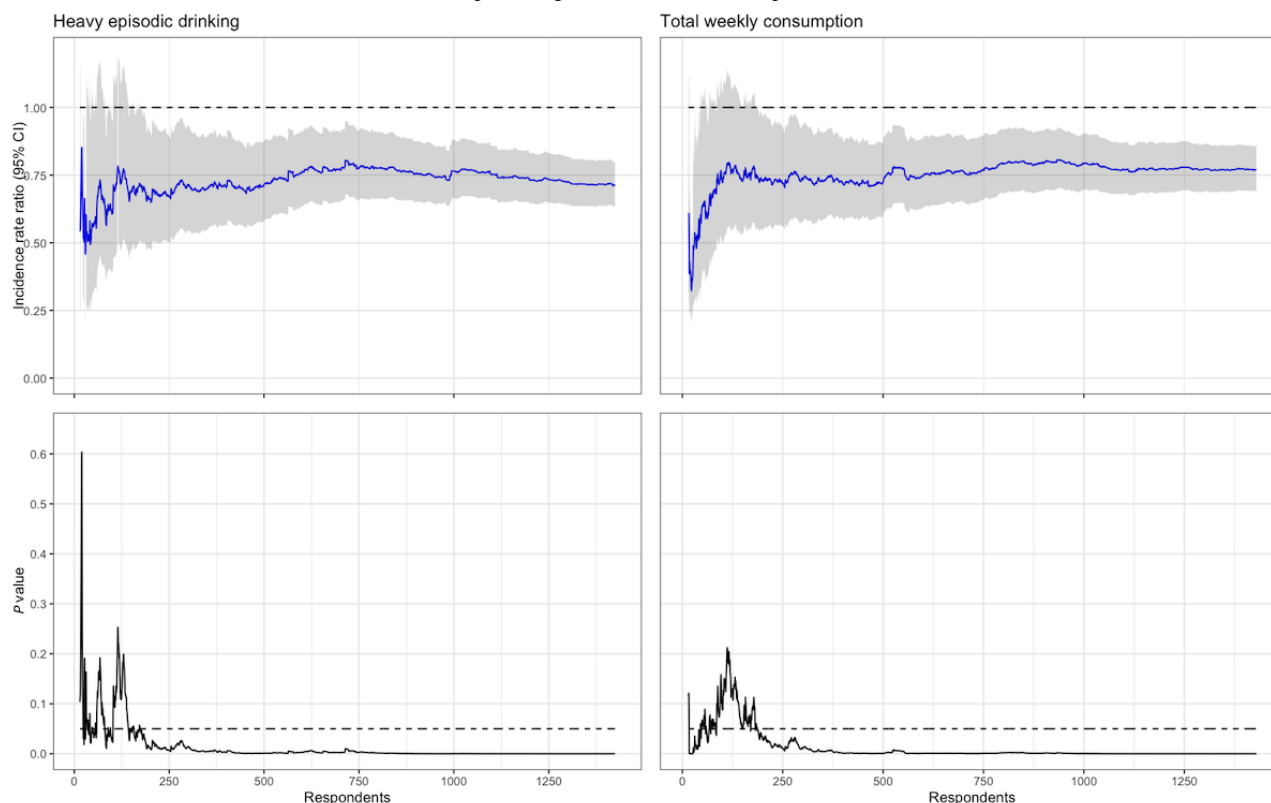 Heavy episodic drinking
Total weekly consumption
Incidence rate ratio (95% CI)
1.00
0.75
0.50
0.25
0.00
P value
0.6
0.5
0.4
0.3
0.2
0.1
0.0
0 250 500 750 1000 1250
0 250 500 750 1000 1250
Respondents
Respondents